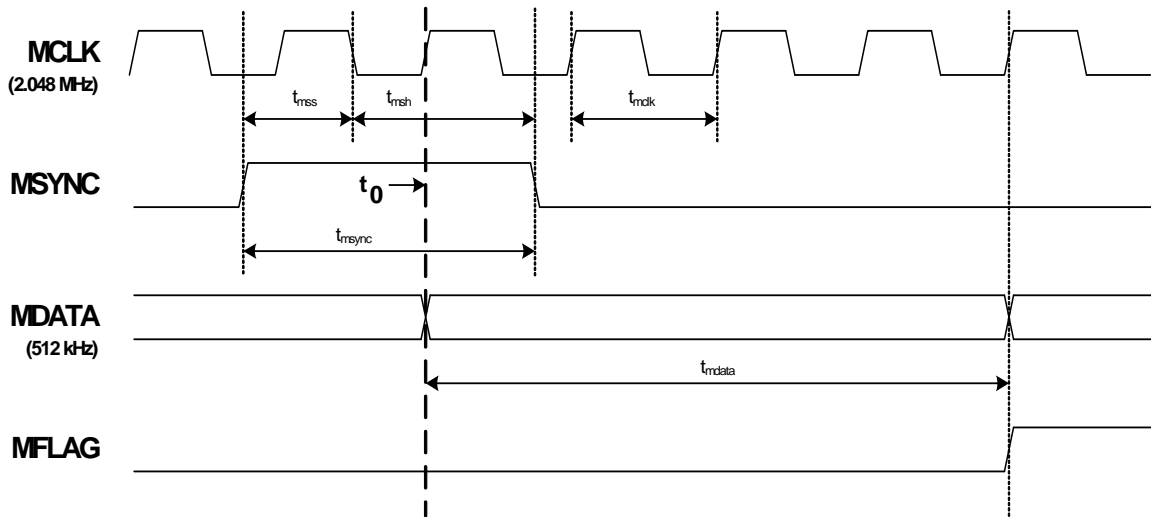 MCLK
(2.048 MHz)
tmss
tmsh
tmclk
MSYNC
t0
tmsync
MDATA
(512 kHz)
tmdata
MFLAG